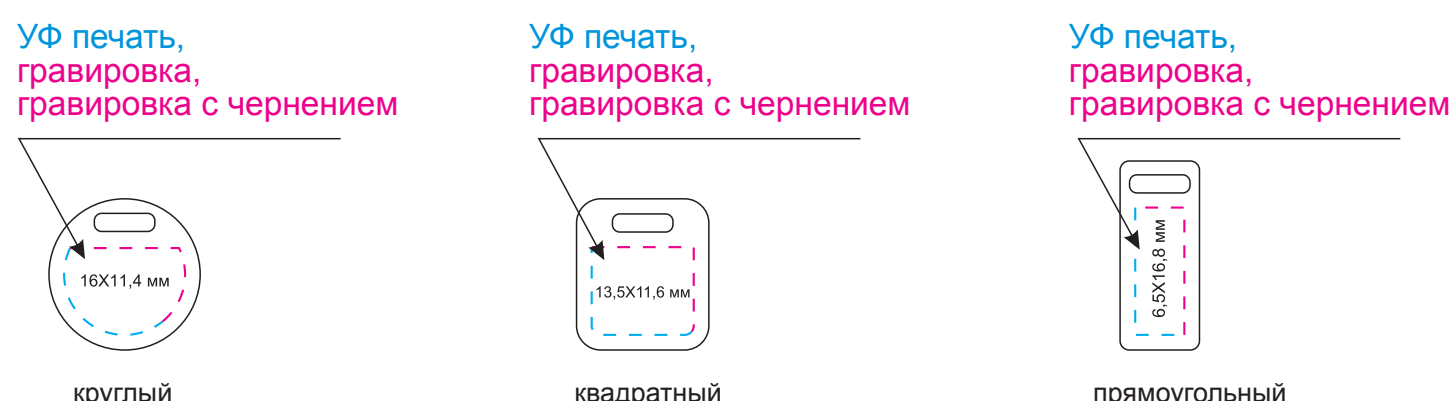 УФ печать,
гравировка,
гравировка с чернением
16Х11,4 мм
круглый
УФ печать,
гравировка,
гравировка с чернением
13,5Х11,6 мм
квадратный
УФ печать,
гравировка,
гравировка с чернением
6,5Х16,8 мм
прямоугольный